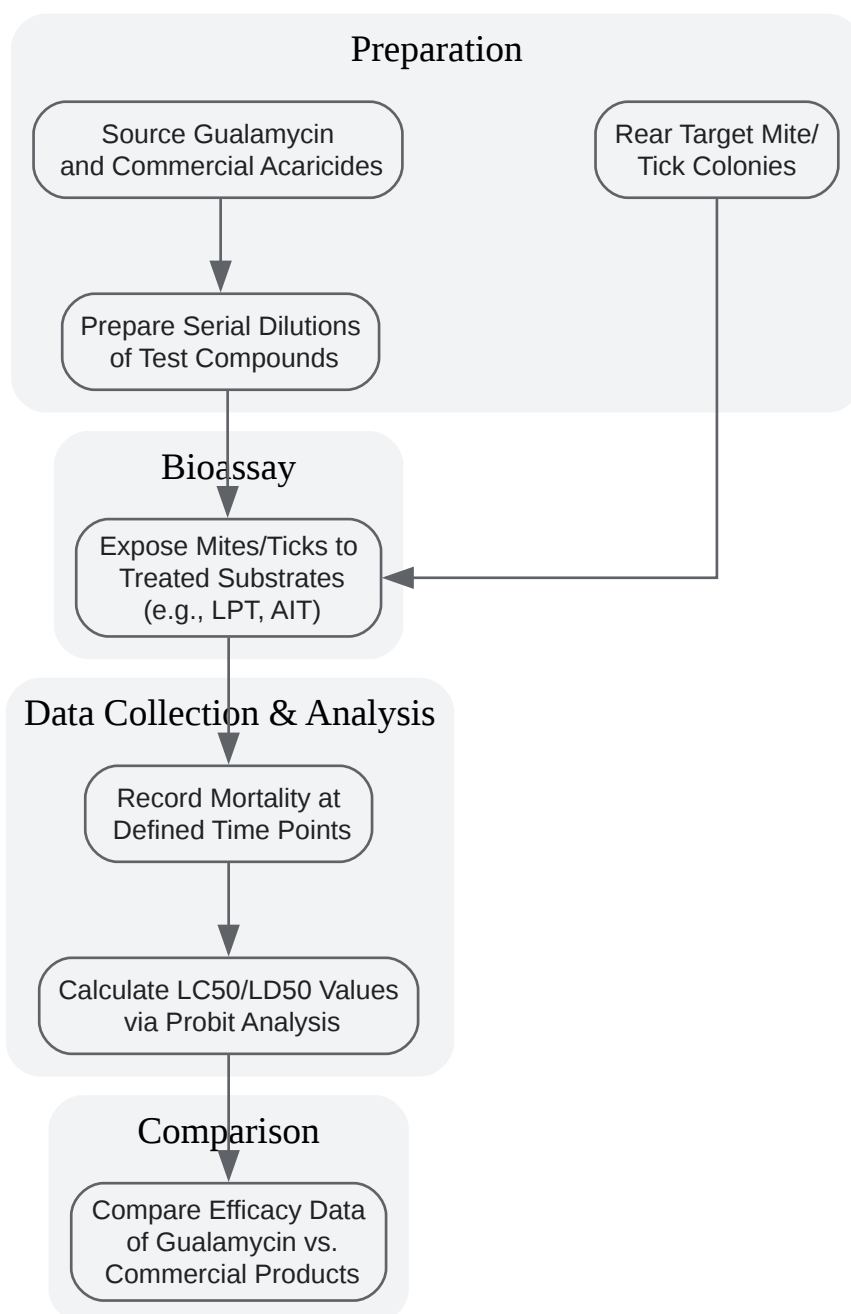 Preparation
Source Gualamycin
and Commercial Acaricides
Rear Target Mite/
Tick Colonies
Prepare Serial Dilutions
of Test Compounds
Bioassay
Expose Mites/Ticks to
Treated Substrates
(e.g., LPT, AIT)
Data Collection & Analysis
Record Mortality at
Defined Time Points
Calculate LC50/LD50 Values
via Probit Analysis
Comparison
Compare Efficacy Data
of Gualamycin vs.
Commercial Products